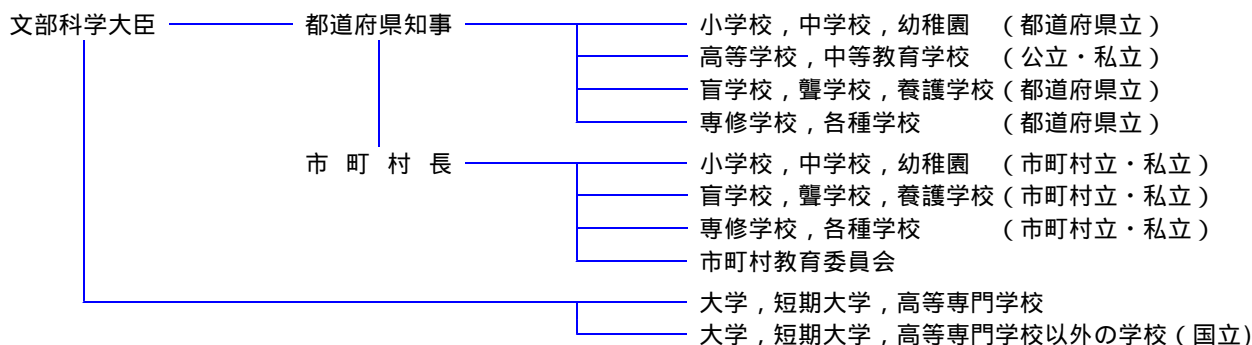 文部科学大臣 都道府県知事 小学校,中学校,幼稚園 (都道府県立)
高等学校,中等教育学校 (公立・私立)
盲学校,聾学校,養護学校(都道府県立)
専修学校,各種学校 (都道府県立)
市町村長 小学校,中学校,幼稚園 (市町村立・私立)
盲学校,聾学校,養護学校(市町村立・私立)
専修学校,各種学校 (市町村立・私立)
市町村教育委員会
大学,短期大学,高等専門学校
大学,短期大学,高等専門学校以外の学校(国立)